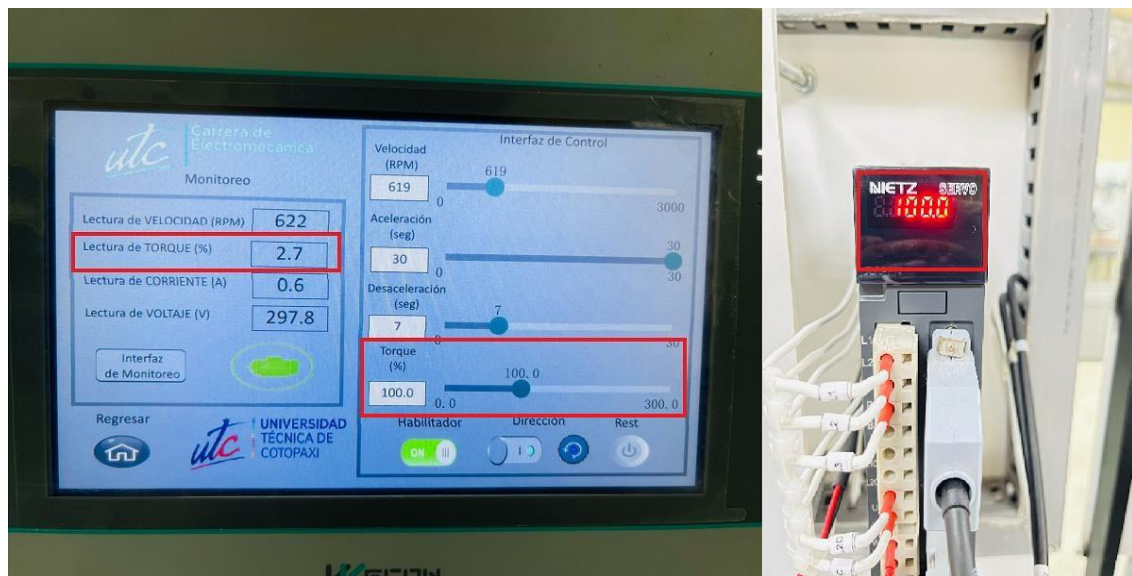 utc
Carrera de
Electromecánica
Monitoreo
Lectura de VELOCIDAD (RPM) 622
Lectura de TORQUE (%) 2.7
Lectura de CORRIENTE (A) 0.6
Lectura de VOLTAJE (V) 297.8
Interfaz
de Monitoreo
Regresar
utc
UNIVERSIDAD
TÉCNICA DE
COTOPAXI
Interfaz de Control
Velocidad
(RPM)
619
619
0
3000
Aceleración
(seg)
30
30
0
30
Desaceleración
(seg)
7
7
0
30
Torque
(%)
100.0
100.0
0.0
300.0
Habilitador
Dirección
Rest
ON
NIETZ SERVO
100.0